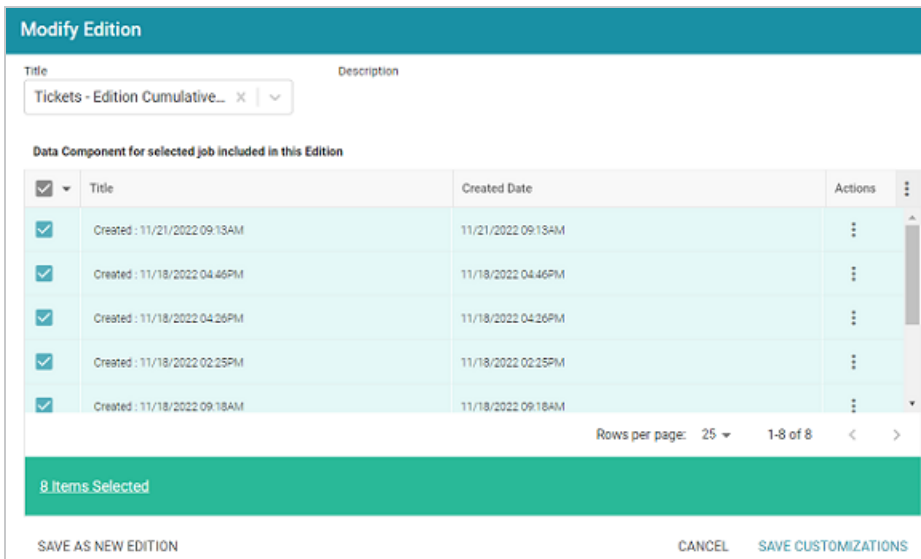 Modify Edition
Title Description
Tickets - Edition Cumulative...
Data Component for selected job included in this Edition
Title Created Date Actions
Created : 11/21/2022 09:13AM 11/21/2022 09:13AM
Created : 11/18/2022 04:46PM 11/18/2022 04:46PM
Created : 11/18/2022 04:26PM 11/18/2022 04:26PM
Created : 11/18/2022 02:25PM 11/18/2022 02:25PM
Created : 11/18/2022 09:18AM 11/18/2022 09:18AM
Rows per page: 25 1-8 of 8
8 Items Selected
SAVE AS NEW EDITION CANCEL SAVE CUSTOMIZATIONS